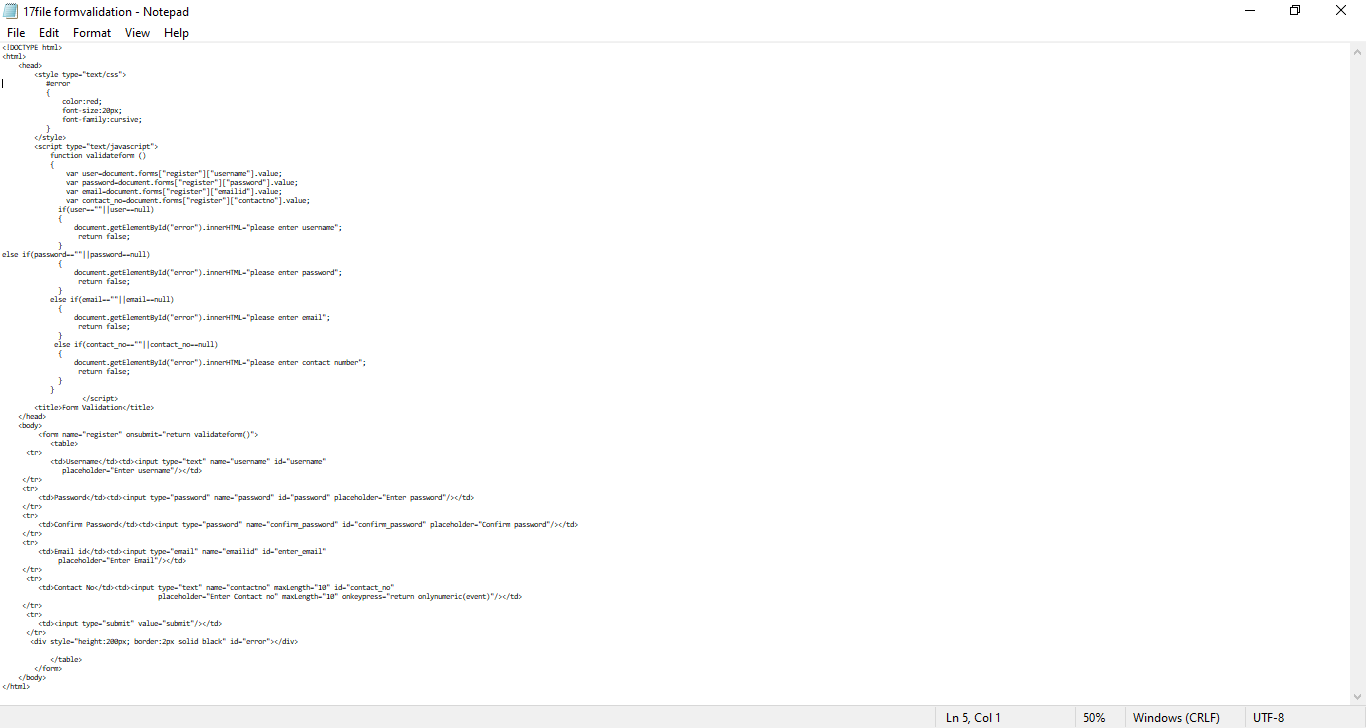 17file formvalidation - Notepad
File Edit Format View Help
<!DOCTYPE html>
<html>
<head>
<style type="text/css">
#error
{
color:red;
font-size:20px;
font-family:cursive;
}
</style>
<script type="text/javascript">
function validateform ()
{
var user=document.forms["register"]["username"].value;
var password=document.forms["register"]["password"].value;
var email=document.forms["register"]["emailid"].value;
var contact_no=document.forms["register"]["contactno"].value;
if(user==""||user==null)
{
document.getElementById("error").innerHTML="please enter username";
return false;
}
else if(password==""||password==null)
{
document.getElementById("error").innerHTML="please enter password";
return false;
}
else if(email==""||email==null)
{
document.getElementById("error").innerHTML="please enter email";
return false;
}
else if(contact_no==""||contact_no==null)
{
document.getElementById("error").innerHTML="please enter contact number";
return false;
}
}
</script>
<title>Form Validation</title>
</head>
<body>
<form name="register" onsubmit="return validateform()">
<table>
<tr>
<td>Username</td><td><input type="text" name="username" id="username"
placeholder="Enter username"/></td>
</tr>
<tr>
<td>Password</td><td><input type="password" name="password" id="password" placeholder="Enter password"/></td>
</tr>
<tr>
<td>Confirm Password</td><td><input type="password" name="confirm_password" id="confirm_password" placeholder="Confirm password"/></td>
</tr>
<tr>
<td>Email id</td><td><input type="email" name="emailid" id="enter_email"
placeholder="Enter Email"/></td>
</tr>
<tr>
<td>Contact No</td><td><input type="text" name="contactno" maxLength="10" id="contact_no"
placeholder="Enter Contact no" maxLength="10" onkeypress="return onlynumeric(event)"/></td>
</tr>
<tr>
<td><input type="submit" value="submit"/></td>
</tr>
<div style="height:200px; border:2px solid black" id="error"></div>
</table>
</form>
</body>
</html>
Ln 5, Col 1 50% Windows (CRLF) UTF-8